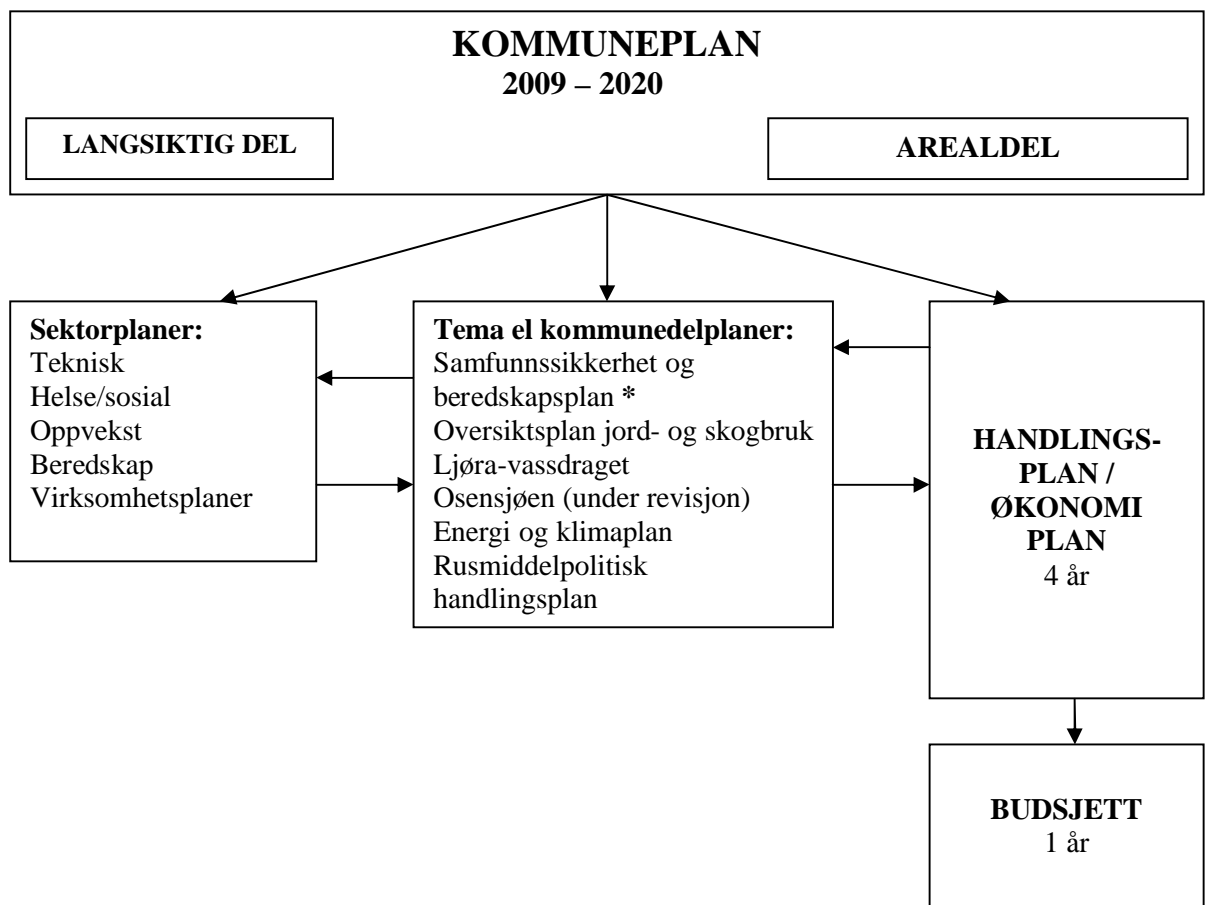 KOMMUNEPLAN
2009 – 2020
LANGSIKTIG DEL
AREALDEL
Sektorplaner:
Teknisk
Helse/sosial
Oppvekst
Beredskap
Virksomhetsplaner
Tema el kommunedelplaner:
Samfunnssikkerhet og
beredskapsplan *
Oversiktsplan jord- og skogbruk
Ljøra-vassdraget
Osensjøen (under revisjon)
Energi og klimaplan
Rusmiddelpolitisk
handlingsplan
HANDLINGS-
PLAN /
ØKONOMI
PLAN
4 år
BUDSJETT
1 år